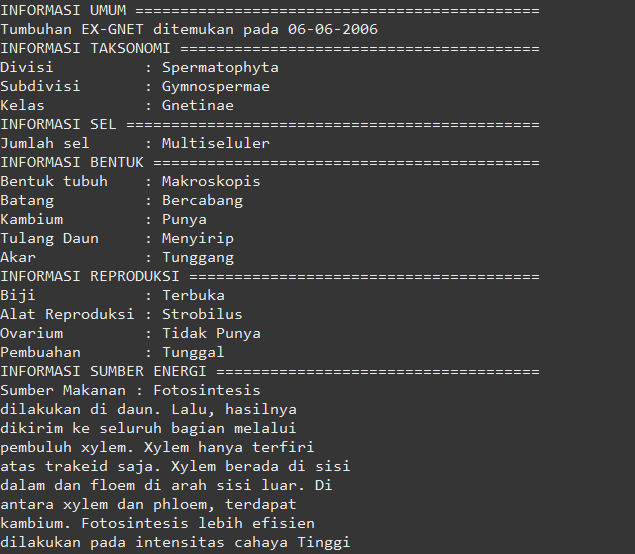 INFORMASI UMUM =============================================
Tumbuhan EX-GNET ditemukan pada 06-06-2006
INFORMASI TAKSONOMI ========================================
Divisi          : Spermatophyta
Subdivisi       : Gymnospermae
Kelas           : Gnetinae
INFORMASI SEL ==============================================
Jumlah sel      : Multiseluler
INFORMASI BENTUK ===========================================
Bentuk tubuh    : Makroskopis
Batang          : Bercabang
Kambium         : Punya
Tulang Daun     : Menyirip
Akar            : Tunggang
INFORMASI REPRODUKSI =======================================
Biji            : Terbuka
Alat Reproduksi : Strobilus
Ovarium         : Tidak Punya
Pembuahan       : Tunggal
INFORMASI SUMBER ENERGI ====================================
Sumber Makanan : Fotosintesis
dilakukan di daun. Lalu, hasilnya
dikirim ke seluruh bagian melalui
pembuluh xylem. Xylem hanya terfiri
atas trakeid saja. Xylem berada di sisi
dalam dan floem di arah sisi luar. Di
antara xylem dan phloem, terdapat
kambium. Fotosintesis lebih efisien
dilakukan pada intensitas cahaya Tinggi